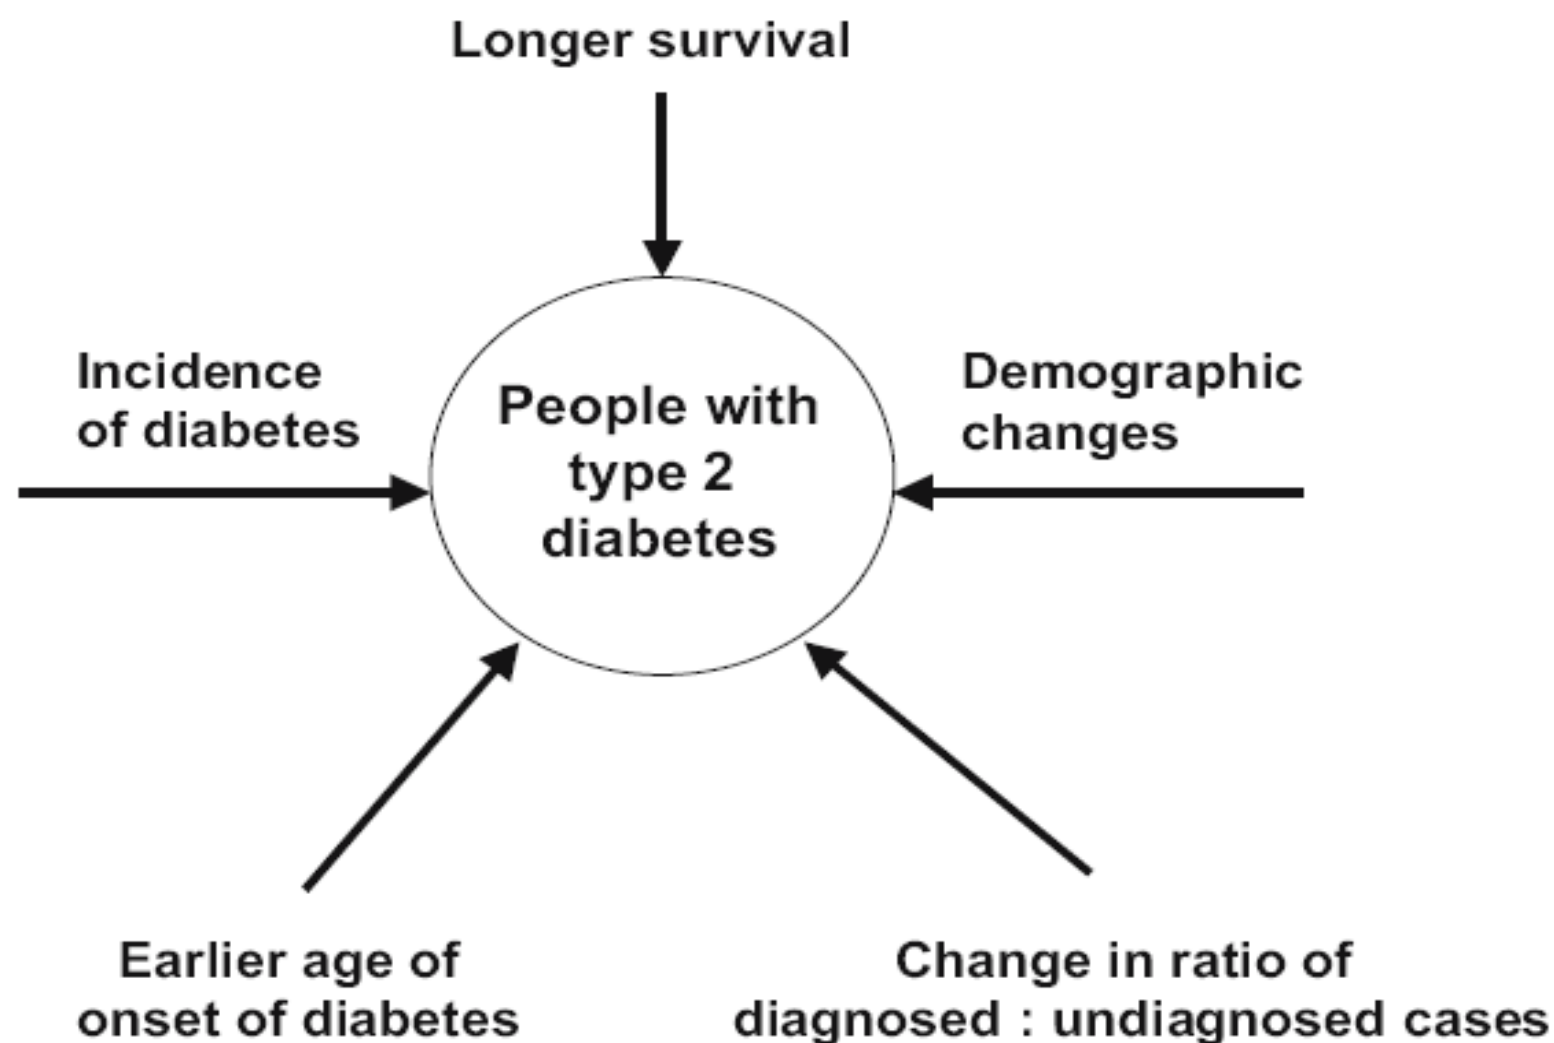 Longer survival
Incidence
of diabetes
People with
type 2
diabetes
Demographic
changes
Earlier age of
onset of diabetes
Change in ratio of
diagnosed : undiagnosed cases